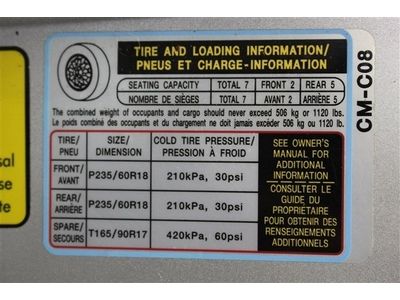 TIRE AND LOADING INFORMATION/
PNEUS ET CHARGE-INFORMATION
SEATING CAPACITY TOTAL 7 FRONT 2 REAR 5
NOMBRE DE SIÈGES TOTAL 7 AVANT 2 ARRIÈRE 5
The combined weight of occupants and cargo should never exceed 506 kg or 1120 lbs.
Le poids combiné des occupants et du chargement ne doit jamais excéder 506 kg ou 1120 lb.
TIRE/ SIZE/ COLD TIRE PRESSURE/
PNEU DIMENSION PRESSION À FROID
FRONT/
AVANT P235/60R18 210kPa, 30psi
REAR/
ARRIÈRE P235/60R18 210kPa, 30psi
SPARE/
SECOURS T165/90R17 420kPa, 60psi
SEE OWNER'S
MANUAL FOR
ADDITIONAL
INFORMATION
CONSULTER LE
GUIDE DU
PROPRIÉTAIRE
POUR OBTENIR DES
RENSEIGNEMENTS
ADDITIONNELS
CM-C08